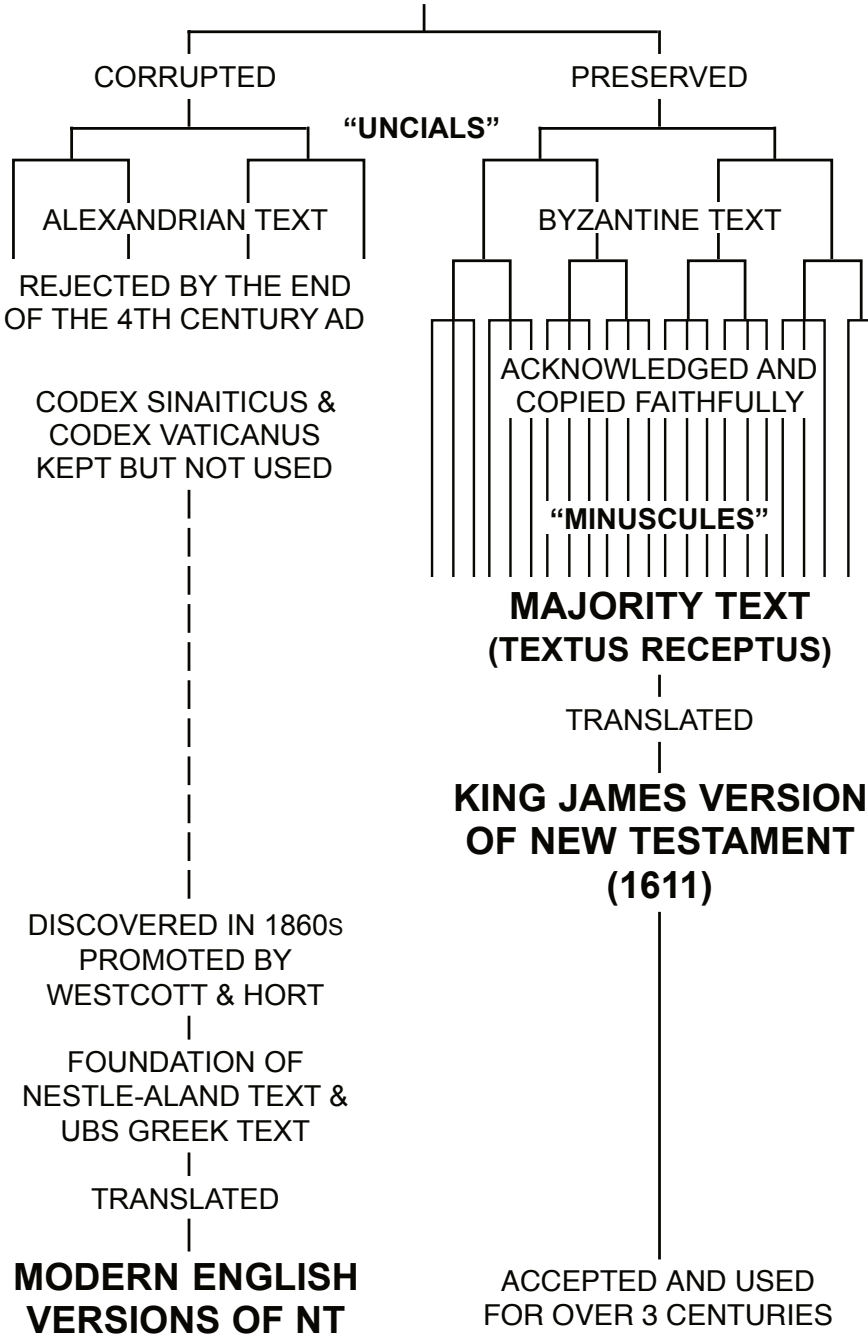 CORRUPTED
PRESERVED
“UNCIALS”
ALEXANDRIAN TEXT
BYZANTINE TEXT
REJECTED BY THE END
OF THE 4TH CENTURY AD
ACKNOWLEDGED AND
COPIED FAITHFULLY
CODEX SINAITICUS &
CODEX VATICANUS
KEPT BUT NOT USED
“MINUSCULES”
MAJORITY TEXT
(TEXTUS RECEPTUS)
TRANSLATED
KING JAMES VERSION
OF NEW TESTAMENT
(1611)
DISCOVERED IN 1860s
PROMOTED BY
WESTCOTT & HORT
FOUNDATION OF
NESTLE-ALAND TEXT &
UBS GREEK TEXT
TRANSLATED
MODERN ENGLISH
VERSIONS OF NT
ACCEPTED AND USED
FOR OVER 3 CENTURIES